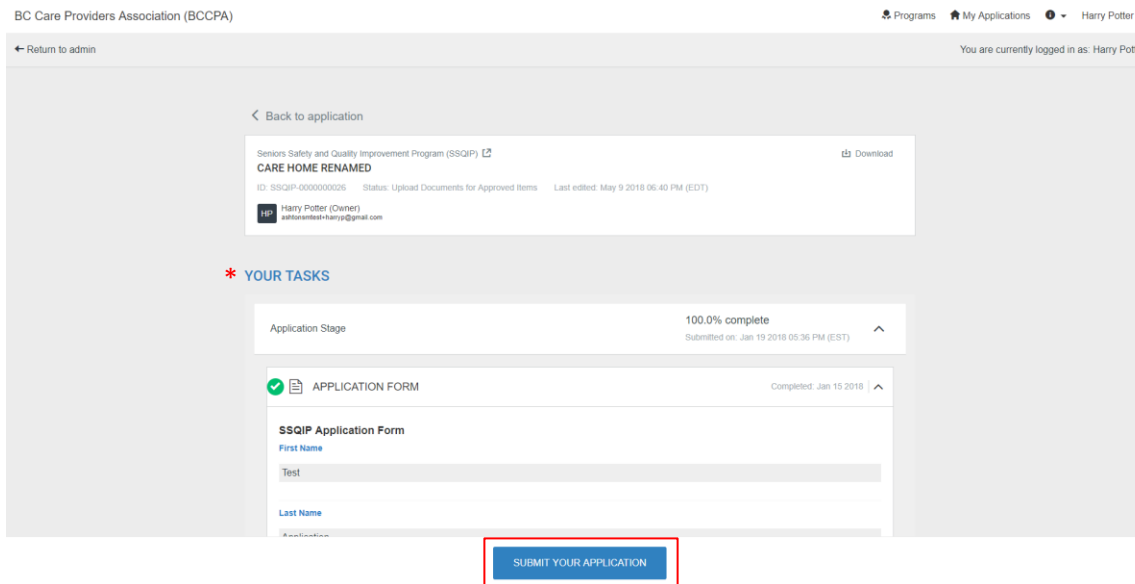 BC Care Providers Association (BCCPA) Programs My Applications Harry Potter
Return to admin You are currently logged in as: Harry Pott
Back to application
Seniors Safety and Quality Improvement Program (SSQIP) Download
CARE HOME RENAMED
ID: SSQIP-0000000026 Status: Upload Documents for Approved Items Last edited: May 9 2018 06:40 PM (EDT)
HP Harry Potter (Owner)
ashtonsmtest+harryp@gmail.com
* YOUR TASKS
Application Stage 100.0% complete
Submitted on: Jan 19 2018 05:36 PM (EST)
APPLICATION FORM Completed: Jan 15 2018
SSQIP Application Form
First Name
Test
Last Name
Application
SUBMIT YOUR APPLICATION